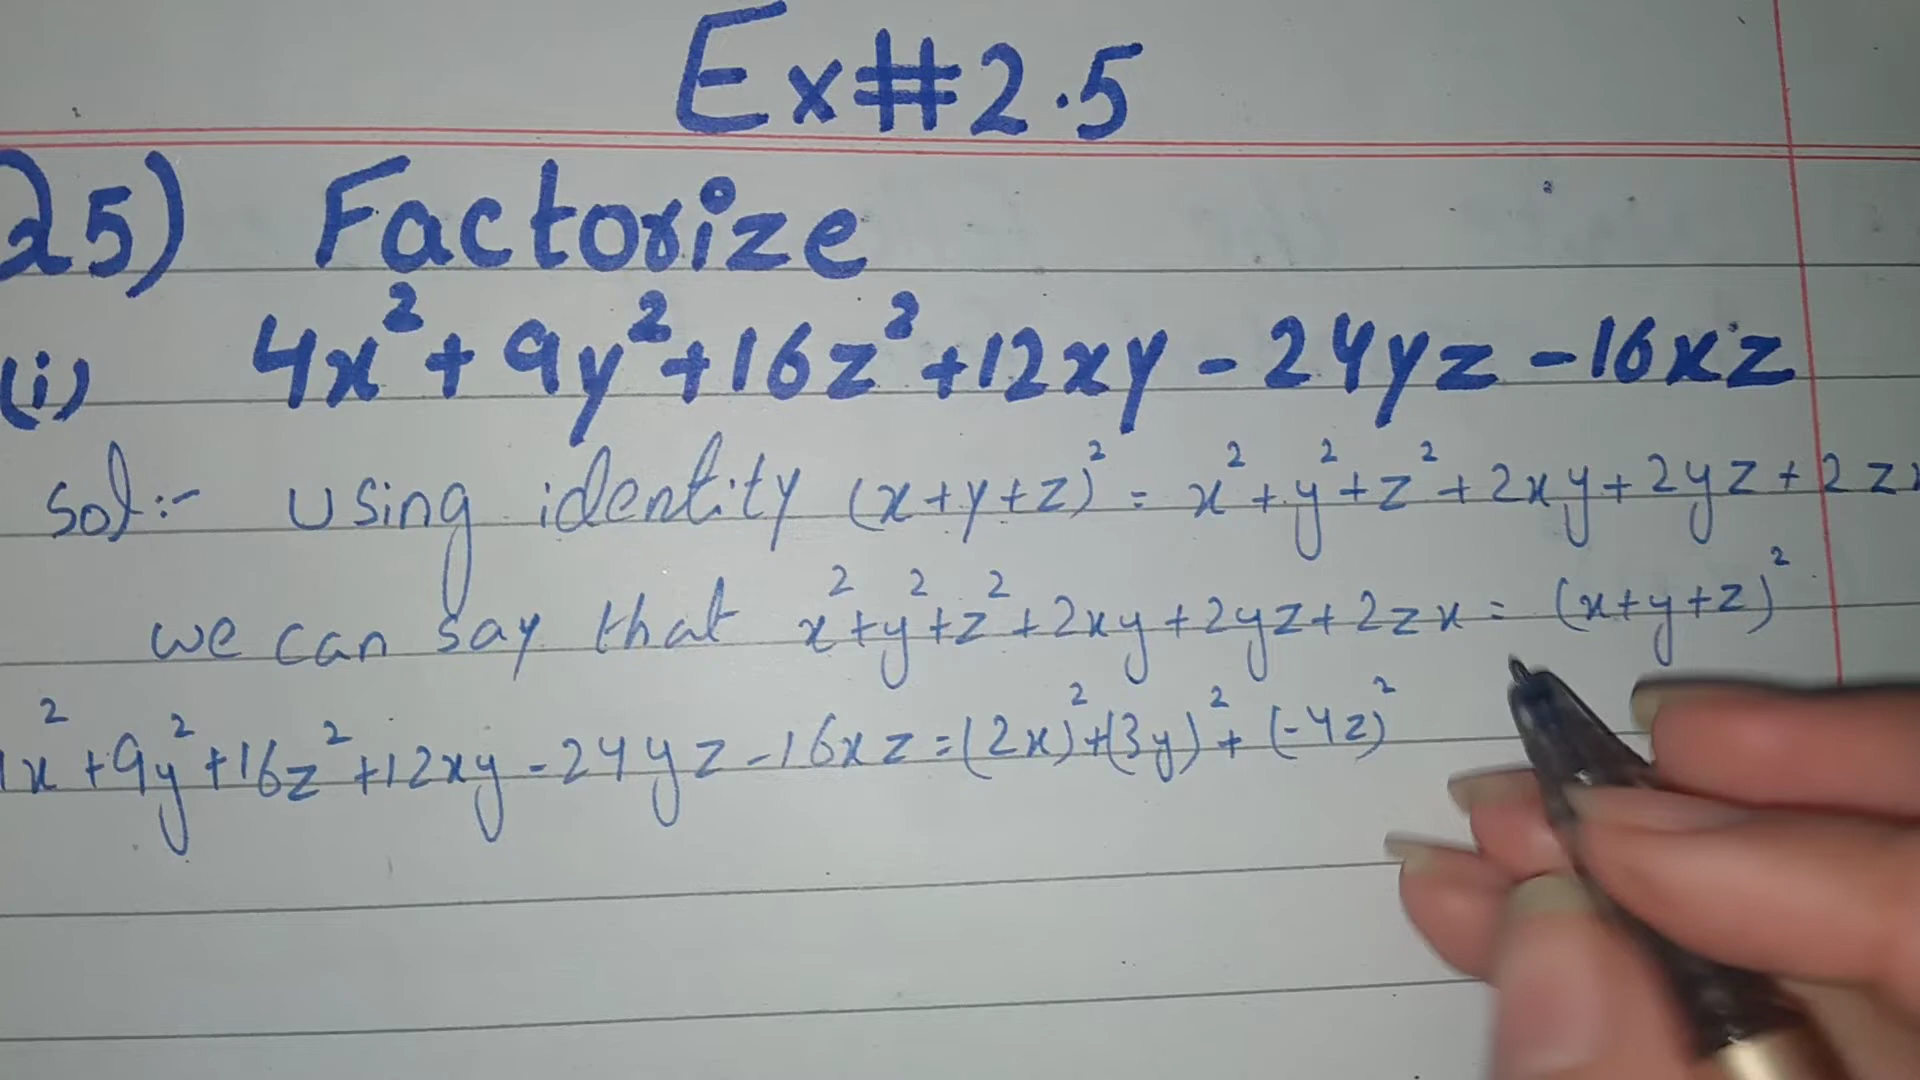 Ex#2.5
25) Factorize
(i) 4x² + 9y² + 16z² + 12xy - 24yz - 16xz
Sol:- Using identity (x+y+z)² = x² + y² + z² + 2xy + 2yz + 2zx
we can say that x² + y² + z² + 2xy + 2yz + 2zx = (x+y+z)²
4x² + 9y² + 16z² + 12xy - 24yz - 16xz = (2x)² + (3y)² + (-4z)²